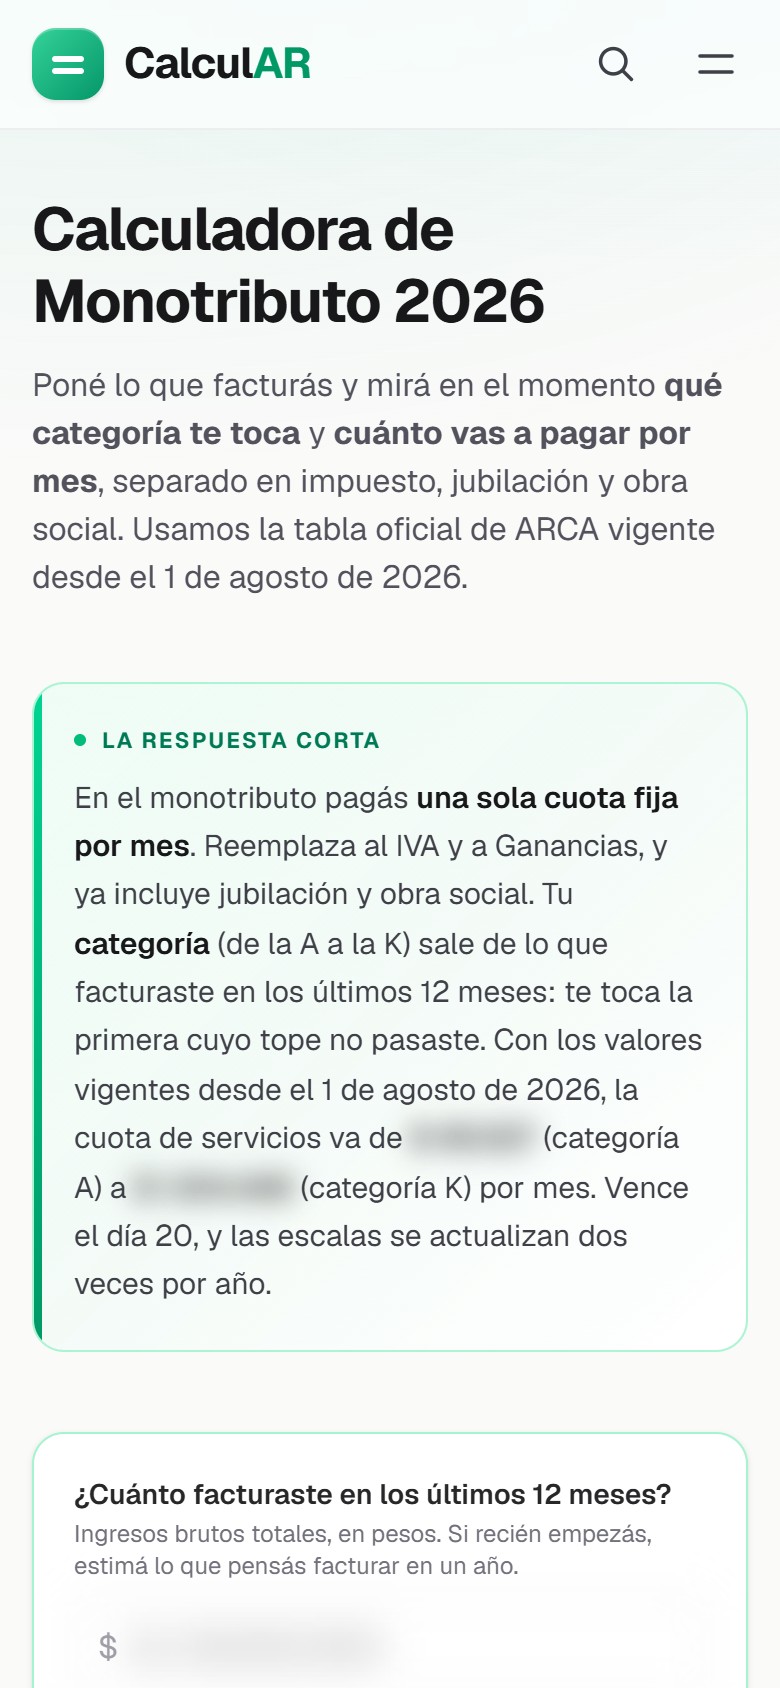 CalculAR
Calculadora de
Monotributo 2026
Poné lo que facturás y mirá en el momento qué
categoría te toca y cuánto vas a pagar por
mes, separado en impuesto, jubilación y obra
social. Usamos la tabla oficial de ARCA vigente
desde el 1 de agosto de 2026.
LA RESPUESTA CORTA
En el monotributo pagás una sola cuota fija
por mes. Reemplaza al IVA y a Ganancias, y
ya incluye jubilación y obra social. Tu
categoría (de la A a la K) sale de lo que
facturaste en los últimos 12 meses: te toca la
primera cuyo tope no pasaste. Con los valores
vigentes desde el 1 de agosto de 2026, la
cuota de servicios va de (categoría
A) a (categoría K) por mes. Vence
el día 20, y las escalas se actualizan dos
veces por año.
¿Cuánto facturaste en los últimos 12 meses?
Ingresos brutos totales, en pesos. Si recién empezás,
estimá lo que pensás facturar en un año.
$